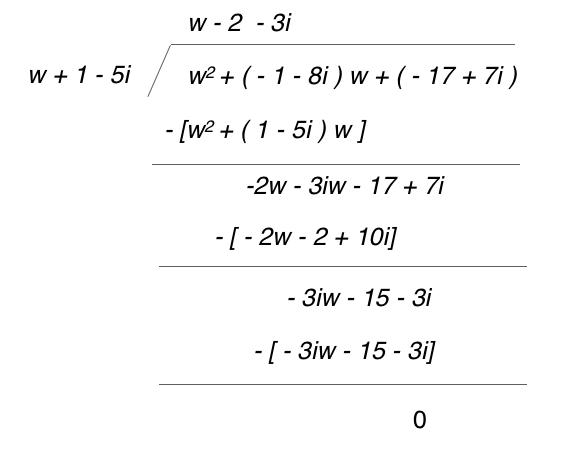 w - 2 - 3i
w + 1 - 5i
w² + ( - 1 - 8i ) w + ( - 17 + 7i )
- [w² + ( 1 - 5i ) w ]
-2w - 3iw - 17 + 7i
- [ - 2w - 2 + 10i]
- 3iw - 15 - 3i
- [ - 3iw - 15 - 3i]
0